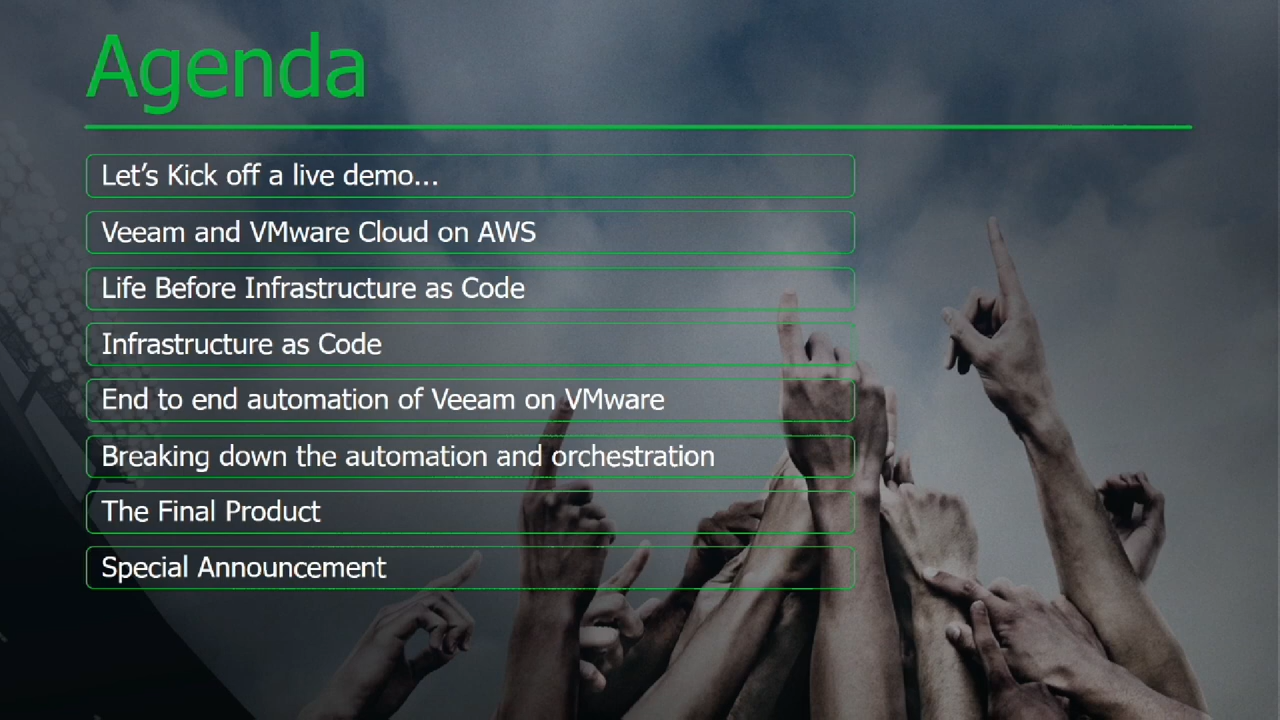 Agenda
Let’s Kick off a live demo...
Veeam and VMware Cloud on AWS
Life Before Infrastructure as Code
Infrastructure as Code
End to end automation of Veeam on VMware
Breaking down the automation and orchestration
The Final Product
Special Announcement